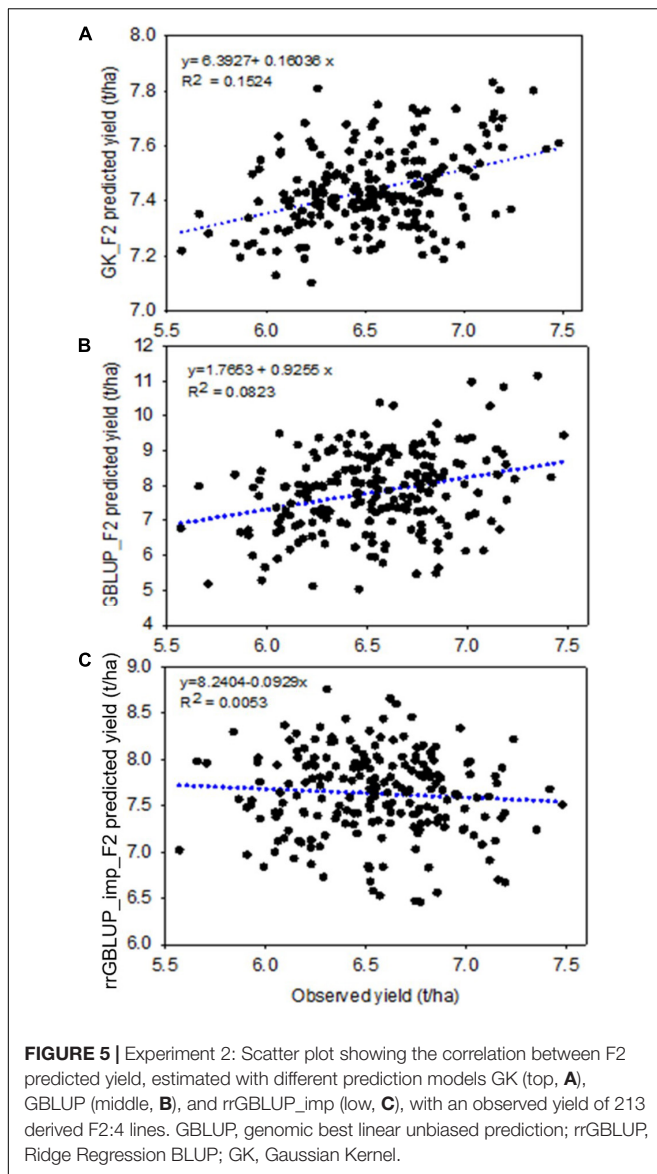 A
8.0
y= 6.3927+ 0.16036 x
R2 = 0.1524
7.8
7.6
7.4
7.2
7.0
GK_F2 predicted yield (t/ha)
5.5 6.0 6.5 7.0 7.5
B
12
y=1.7653 + 0.9255 x
R2 = 0.0823
11
10
9
8
7
6
5
4
GBLUP_F2 predicted yield (t/ha)
5.5 6.0 6.5 7.0 7.5
C
9.0
y=8.2404-0.0929x
R2 = 0.0053
8.5
8.0
7.5
7.0
6.5
6.0
rrGBLUP_imp_F2 predicted yield (t/ha)
5.5 6.0 6.5 7.0 7.5
Observed yield (t/ha)
FIGURE 5 | Experiment 2: Scatter plot showing the correlation between F2
predicted yield, estimated with different prediction models GK (top, A),
GBLUP (middle, B), and rrGBLUP_imp (low, C), with an observed yield of 213
derived F2:4 lines. GBLUP, genomic best linear unbiased prediction; rrGBLUP,
Ridge Regression BLUP; GK, Gaussian Kernel.